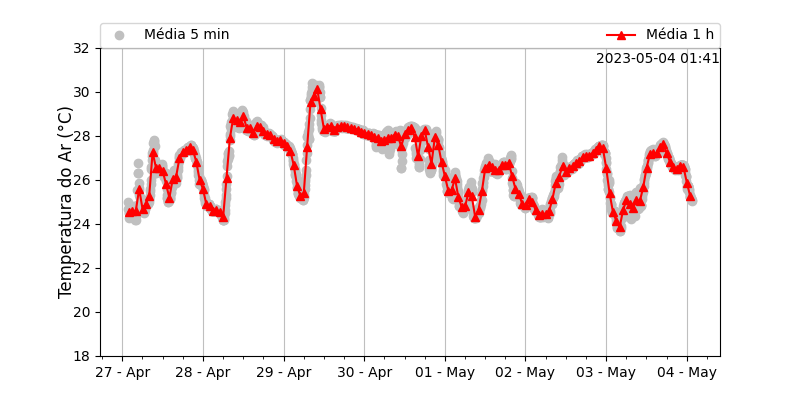 Média 5 min
Média 1 h
2023-05-04 01:41
Temperatura do Ar (°C)
32
30
28
26
24
22
20
18
27 - Apr
28 - Apr
29 - Apr
30 - Apr
01 - May
02 - May
03 - May
04 - May